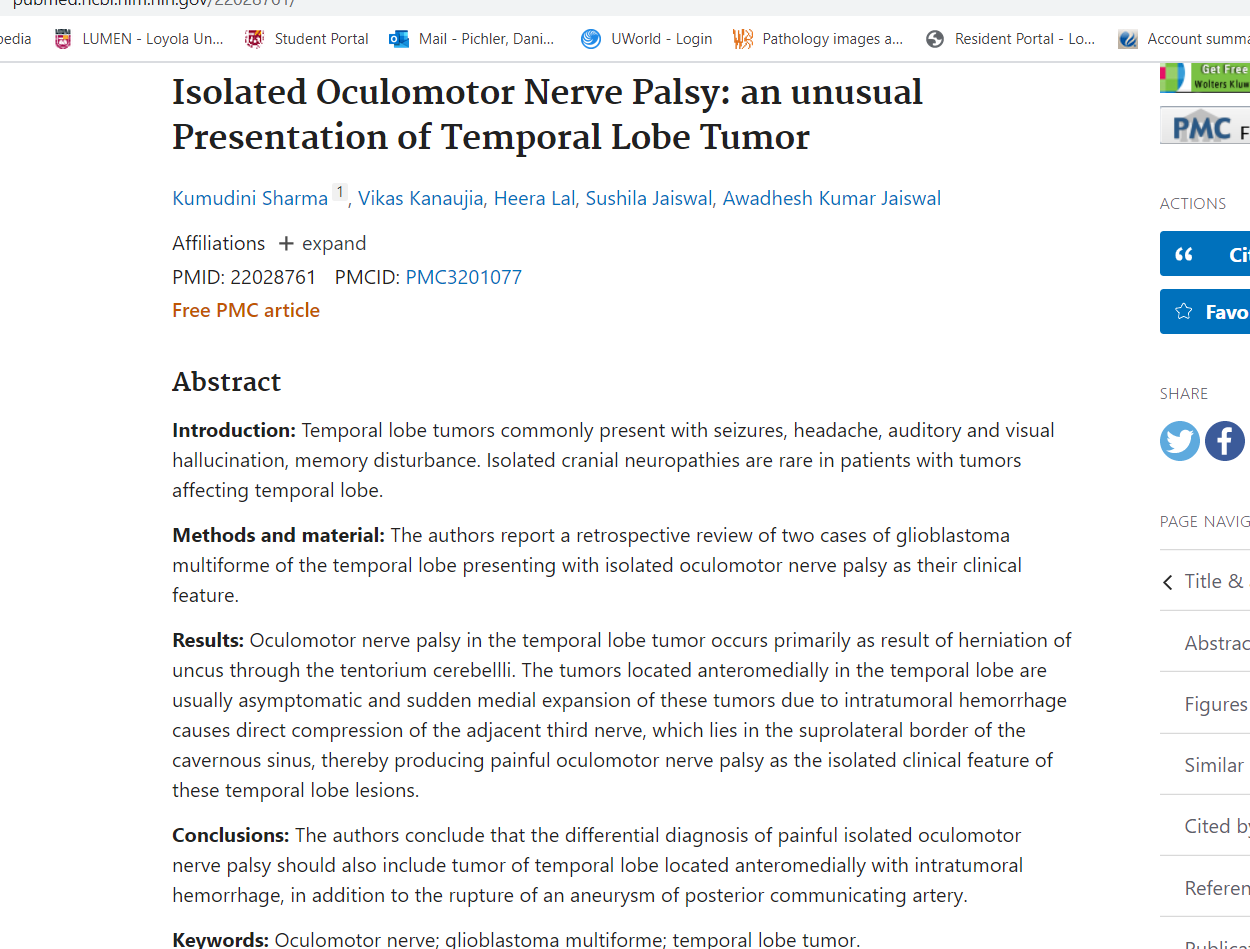 pubmed.ncbi.nlm.nih.gov/22028761/
pedia LUMEN - Loyola Un... Student Portal Mail - Pichler, Dani... UWorld - Login Pathology images a... Resident Portal - Lo... Account summa
Get Free
Wolters Kluw
PMC F
Isolated Oculomotor Nerve Palsy: an unusual
Presentation of Temporal Lobe Tumor
Kumudini Sharma 1, Vikas Kanaujia, Heera Lal, Sushila Jaiswal, Awadhesh Kumar Jaiswal
Affiliations + expand
PMID: 22028761 PMCID: PMC3201077
Free PMC article
Abstract
Introduction: Temporal lobe tumors commonly present with seizures, headache, auditory and visual
hallucination, memory disturbance. Isolated cranial neuropathies are rare in patients with tumors
affecting temporal lobe.
Methods and material: The authors report a retrospective review of two cases of glioblastoma
multiforme of the temporal lobe presenting with isolated oculomotor nerve palsy as their clinical
feature.
Results: Oculomotor nerve palsy in the temporal lobe tumor occurs primarily as result of herniation of
uncus through the tentorium cerebellli. The tumors located anteromedially in the temporal lobe are
usually asymptomatic and sudden medial expansion of these tumors due to intratumoral hemorrhage
causes direct compression of the adjacent third nerve, which lies in the suprolateral border of the
cavernous sinus, thereby producing painful oculomotor nerve palsy as the isolated clinical feature of
these temporal lobe lesions.
Conclusions: The authors conclude that the differential diagnosis of painful isolated oculomotor
nerve palsy should also include tumor of temporal lobe located anteromedially with intratumoral
hemorrhage, in addition to the rupture of an aneurysm of posterior communicating artery.
Keywords: Oculomotor nerve; glioblastoma multiforme; temporal lobe tumor.
ACTIONS
Cit
Favo
SHARE
PAGE NAVIG
Title &
Abstrac
Figures
Similar
Cited by
Referen
Publica